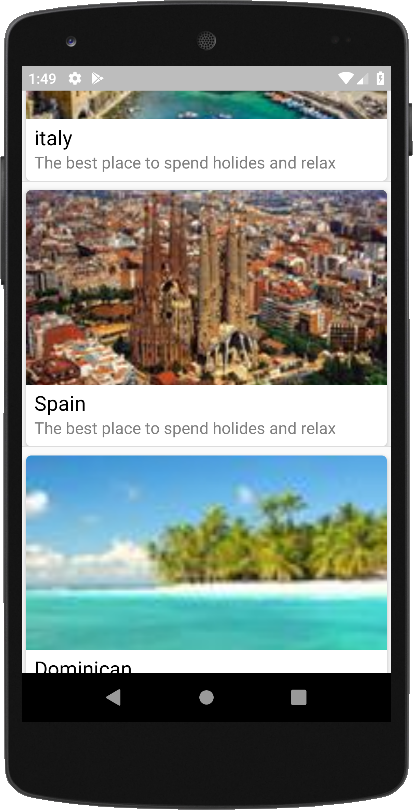 1:49
italy
The best place to spend holides and relax
Spain
The best place to spend holides and relax
Dominican